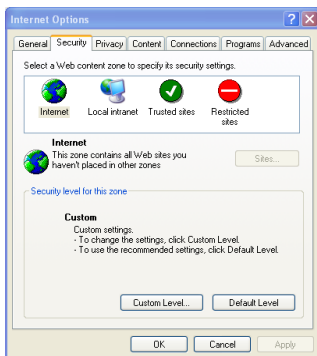 Internet Options
General Security Privacy Content Connections Programs Advanced
Select a Web content zone to specify its security settings.
Internet Local intranet Trusted sites Restricted
sites
Internet
This zone contains all Web sites you
haven't placed in other zones
Sites...
Security level for this zone
Custom
Custom settings.
- To change the settings, click Custom Level.
- To use the recommended settings, click Default Level.
Custom Level... Default Level
OK Cancel Apply